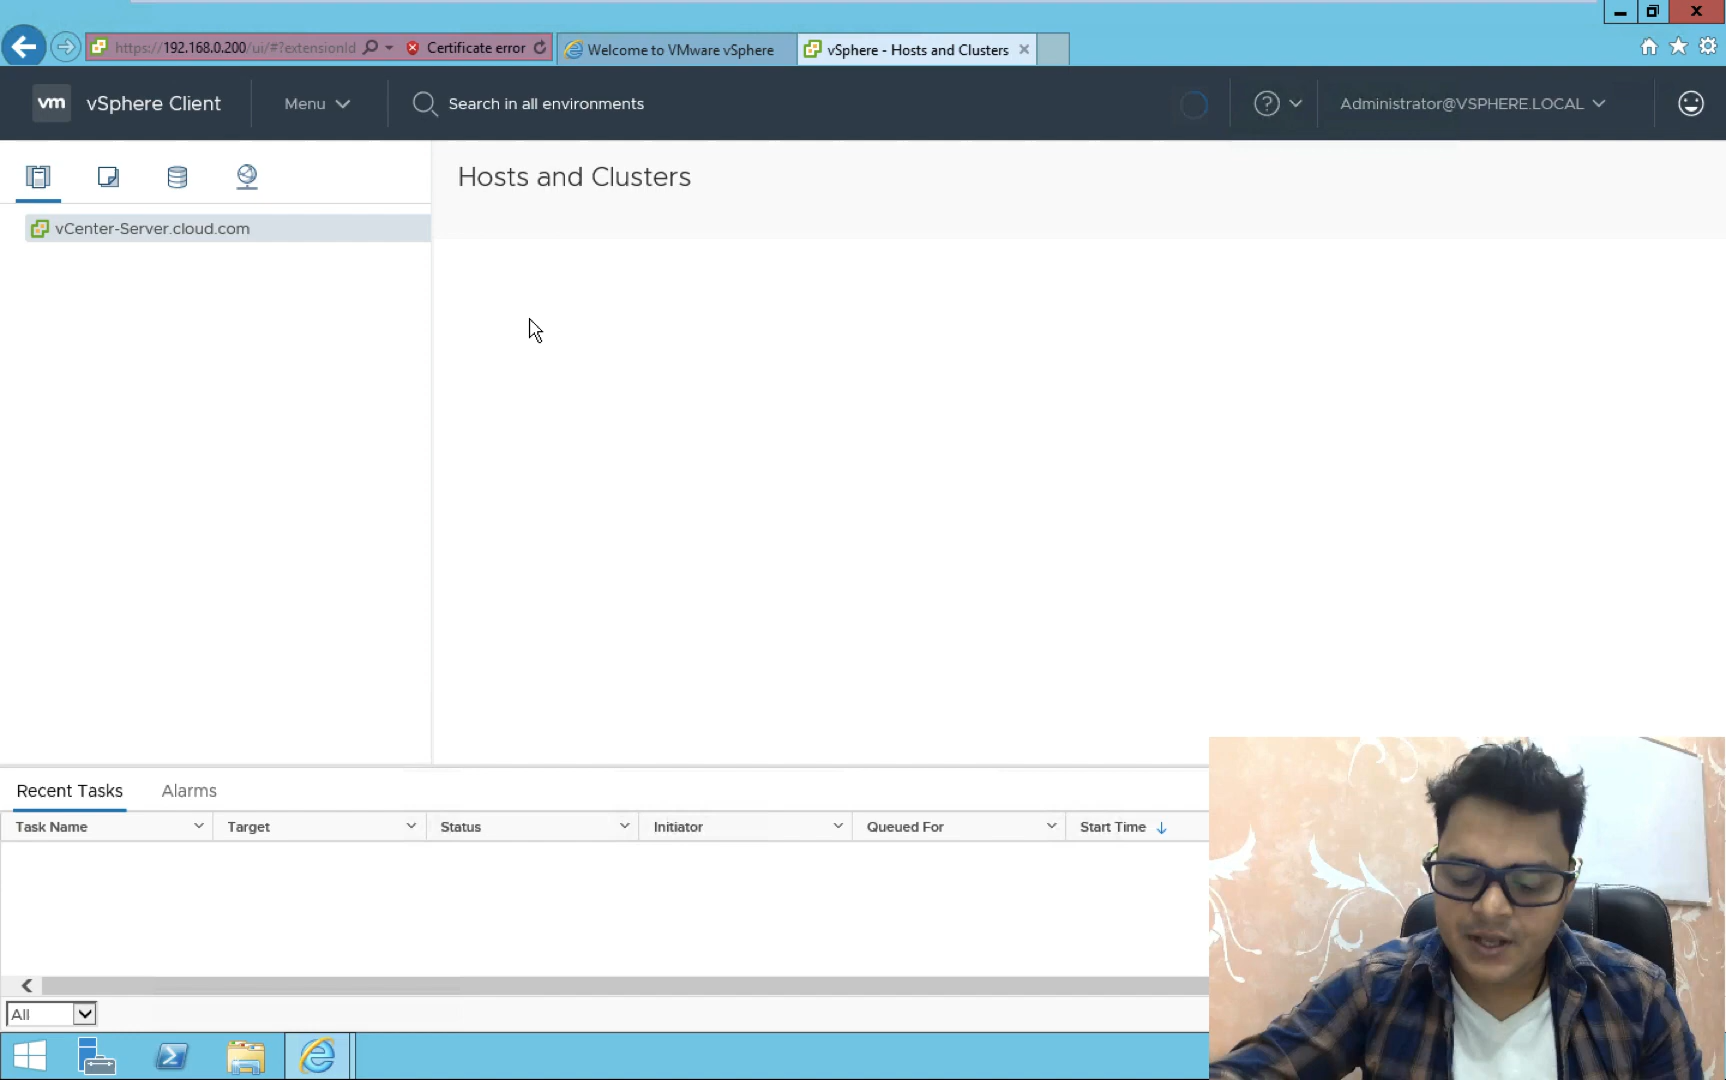 https://192.168.0.200/ui/#?extensionId
Certificate error
Welcome to VMware vSphere
vSphere - Hosts and Clusters
vm
vSphere Client
Menu
Search in all environments
Administrator@VSPHERE.LOCAL
Hosts and Clusters
vCenter-Server.cloud.com
Recent Tasks
Alarms
Task Name
Target
Status
Initiator
Queued For
Start Time
All